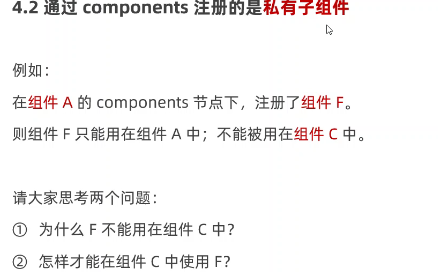 4.2 通过 components 注册的是私有子组件
例如：
在组件 A 的 components 节点下，注册了组件 F。
则组件 F 只能用在组件 A 中；不能被用在组件 C 中。
请大家思考两个问题：
① 为什么 F 不能用在组件 C 中？
② 怎样才能在组件 C 中使用 F？